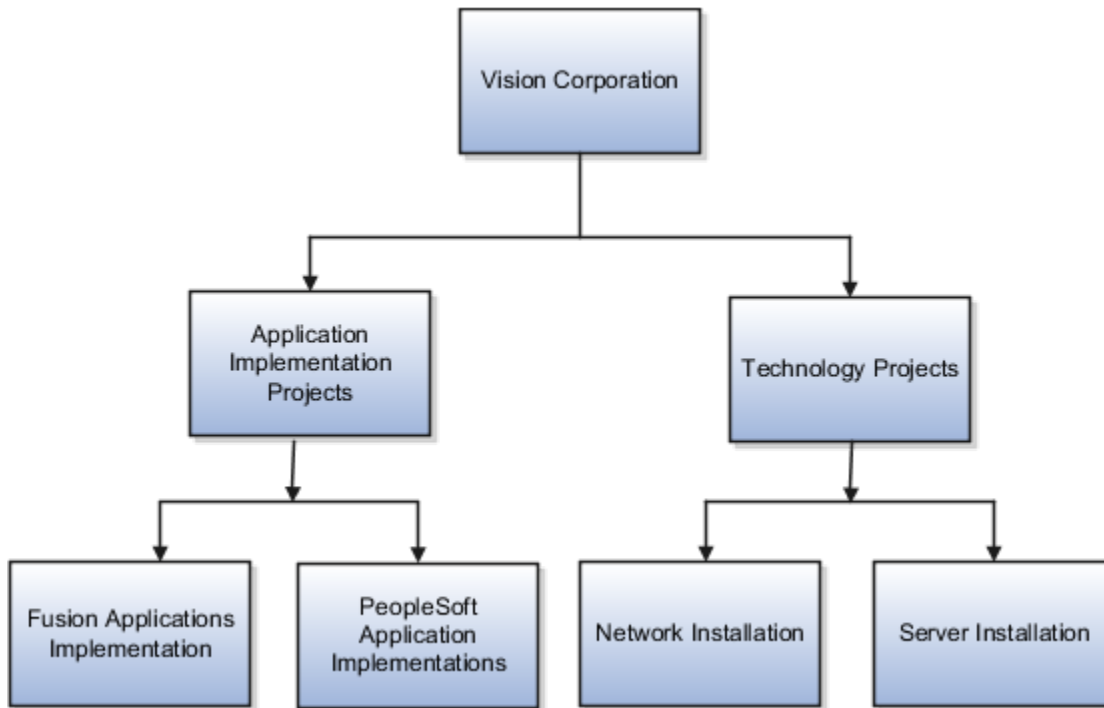 Vision Corporation
Application
Implementation
Projects
Technology Projects
Fusion Applications
Implementation
PeopleSoft
Application
Implementations
Network Installation
Server Installation